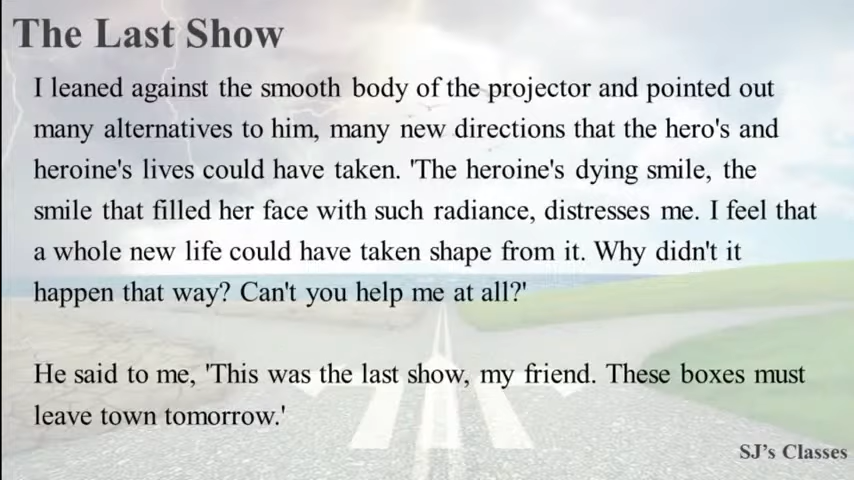 The Last Show
I leaned against the smooth body of the projector and pointed out
many alternatives to him, many new directions that the hero's and
heroine's lives could have taken. 'The heroine's dying smile, the
smile that filled her face with such radiance, distresses me. I feel that
a whole new life could have taken shape from it. Why didn't it
happen that way? Can't you help me at all?'
He said to me, 'This was the last show, my friend. These boxes must
leave town tomorrow.'
SJ's Classes